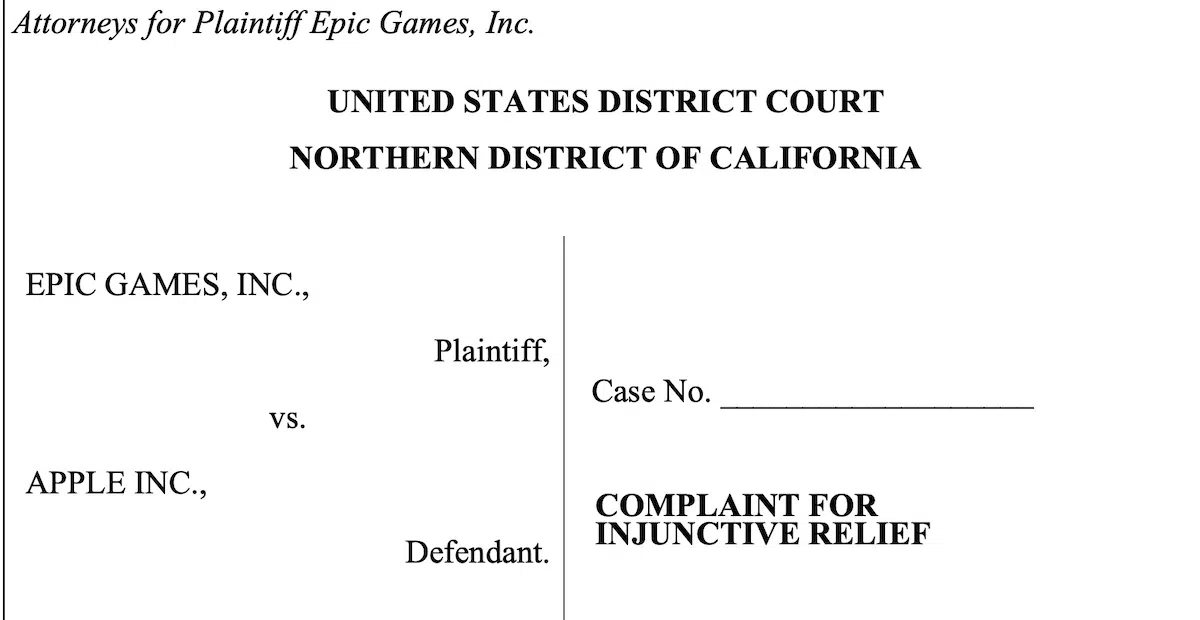 Attorneys for Plaintiff Epic Games, Inc.
UNITED STATES DISTRICT COURT
NORTHERN DISTRICT OF CALIFORNIA
EPIC GAMES, INC.,
Plaintiff,
vs.
APPLE INC.,
Defendant.
Case No. ___________________
COMPLAINT FOR
INJUNCTIVE RELIEF